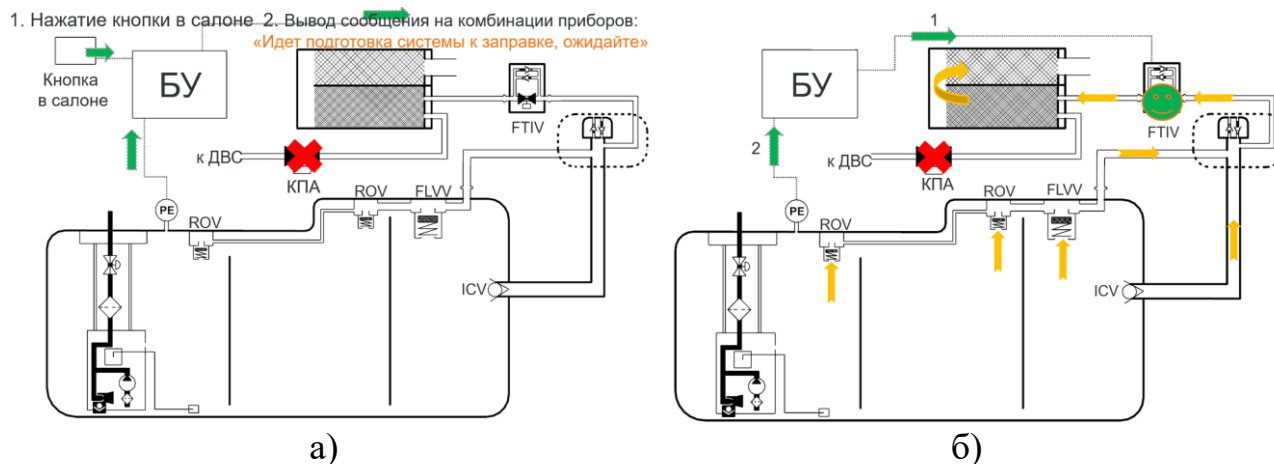 1. Нажатие кнопки в салоне 2. Вывод сообщения на комбинации приборов:
«Идет подготовка системы к заправке, ожидайте»
Кнопка
в салоне
БУ
FTIV
к ДВС
КПА
ROV
FLVV
PE
ROV
ICV
а)
1
БУ
2
FTIV
к ДВС
КПА
ROV
FLVV
PE
ROV
ICV
б)